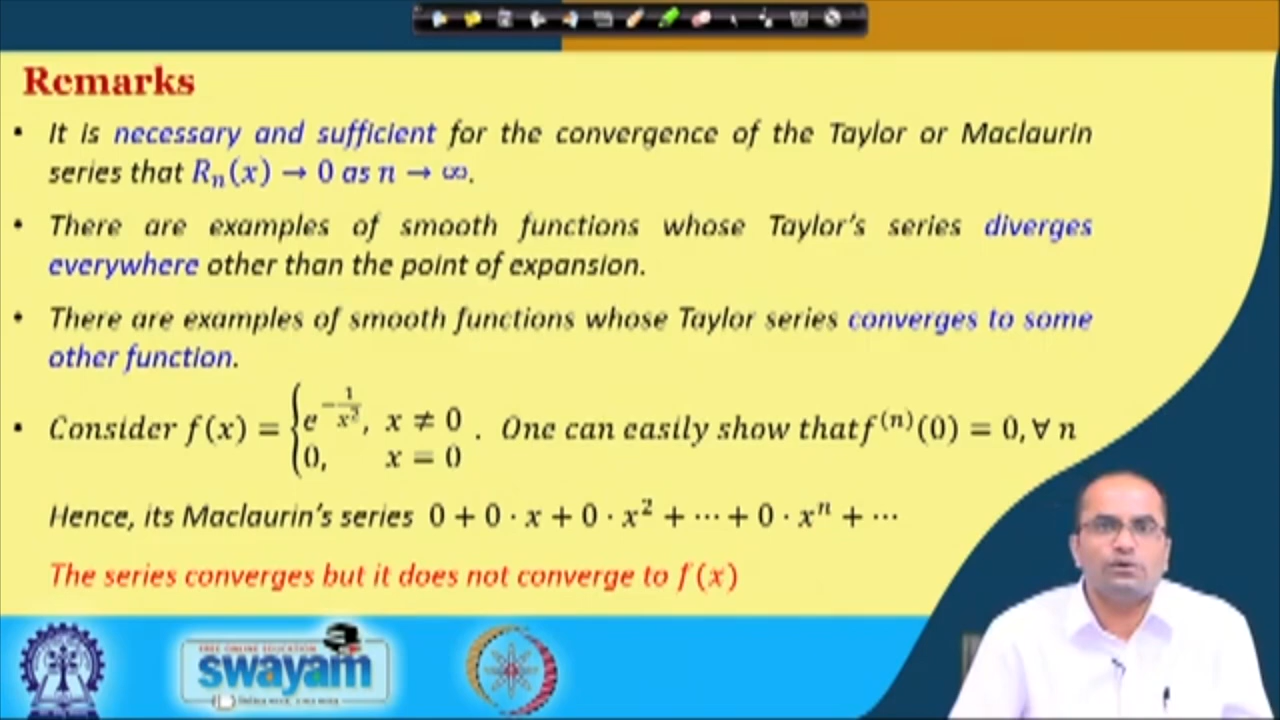 Remarks
• It is necessary and sufficient for the convergence of the Taylor or Maclaurin
series that Rₙ(x) → 0 as n → ∞.
• There are examples of smooth functions whose Taylor's series diverges
everywhere other than the point of expansion.
• There are examples of smooth functions whose Taylor series converges to some
other function.
• Consider f(x) = { e^(-1/x²), x ≠ 0 ; 0, x = 0 . One can easily show that f⁽ⁿ⁾(0) = 0, ∀ n
Hence, its Maclaurin's series 0 + 0 · x + 0 · x² + ⋯ + 0 · xⁿ + ⋯
The series converges but it does not converge to f(x)
FREE ONLINE EDUCATION
swayam